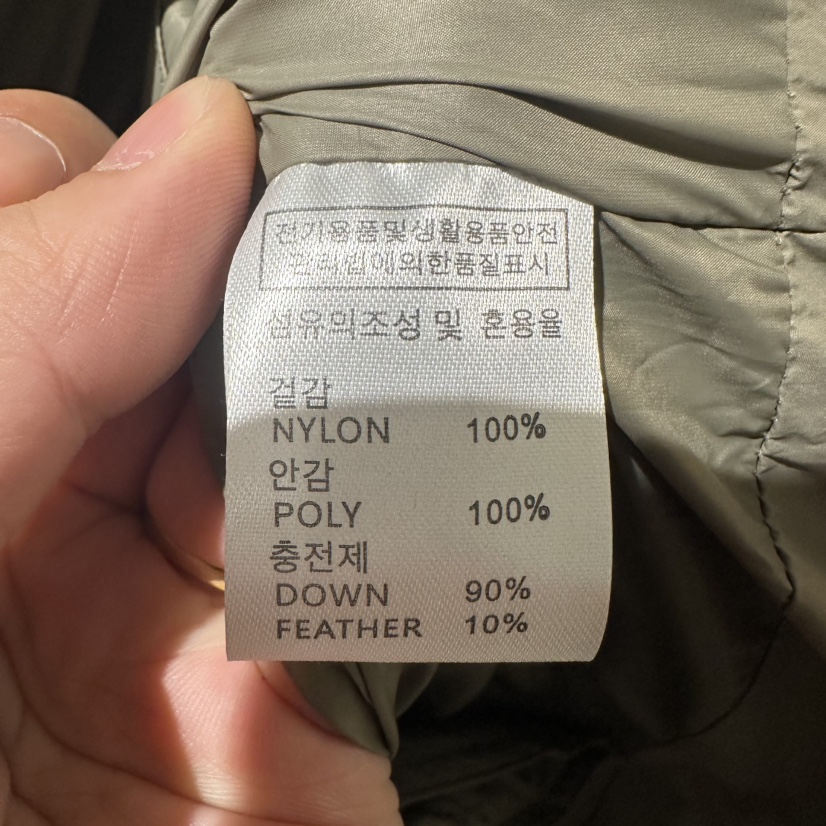 전기용품및생활용품안전
관리법에의한품질표시
섬유의조성 및 혼용율
겉감
NYLON 100%
안감
POLY 100%
충전제
DOWN 90%
FEATHER 10%